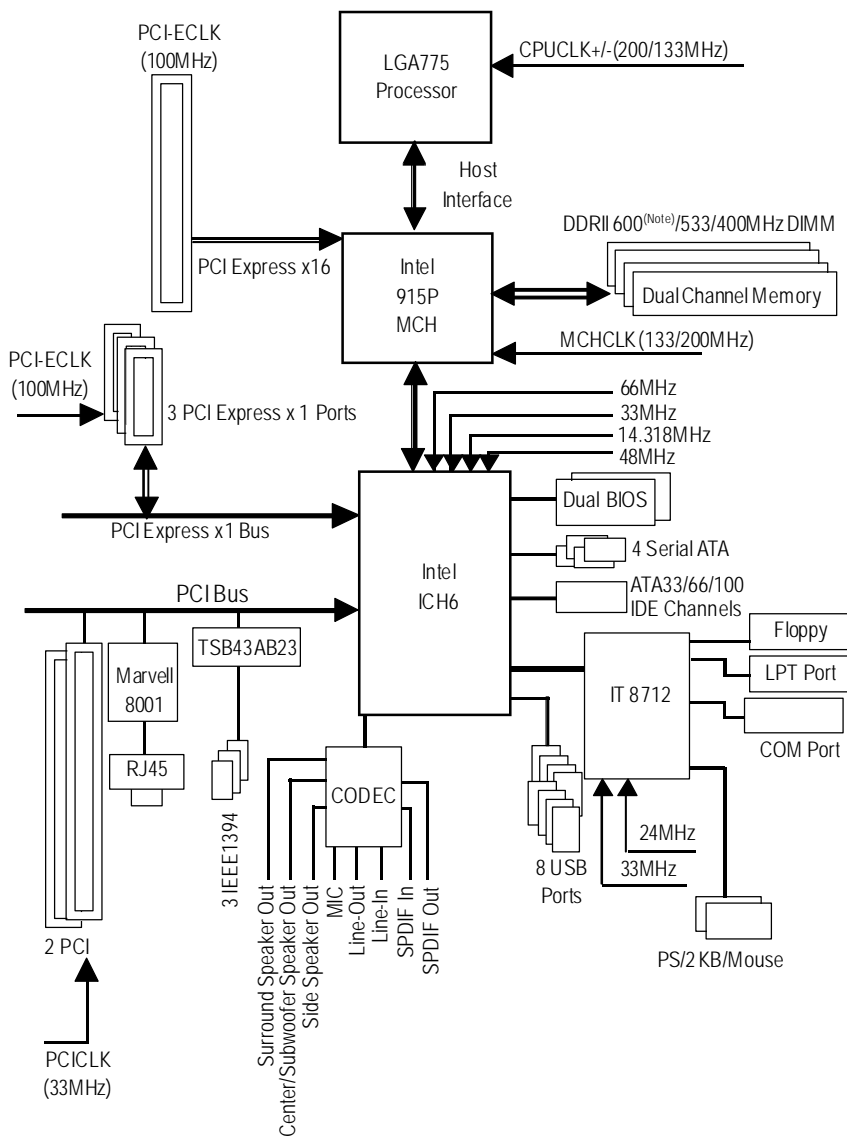 PCI-ECLK
(100MHz)
LGA775
Processor
CPUCLK+/-(200/133MHz)
Host
Interface
DDRII 600(Note)/533/400MHz DIMM
Dual Channel Memory
PCI Express x16
Intel
915P
MCH
MCHCLK (133/200MHz)
PCI-ECLK
(100MHz)
3 PCI Express x 1 Ports
66MHz
33MHz
14.318MHz
48MHz
PCI Express x1 Bus
Dual BIOS
4 Serial ATA
ATA33/66/100
IDE Channels
Intel
ICH6
PCI Bus
TSB43AB23
Marvell
8001
RJ45
3 IEEE1394
IT 8712
Floppy
LPT Port
COM Port
CODEC
8 USB
Ports
24MHz
33MHz
PS/2 KB/Mouse
Surround Speaker Out
Center/Subwoofer Speaker Out
Side Speaker Out
MIC
Line-Out
Line-In
SPDIF In
SPDIF Out
2 PCI
PCICLK
(33MHz)